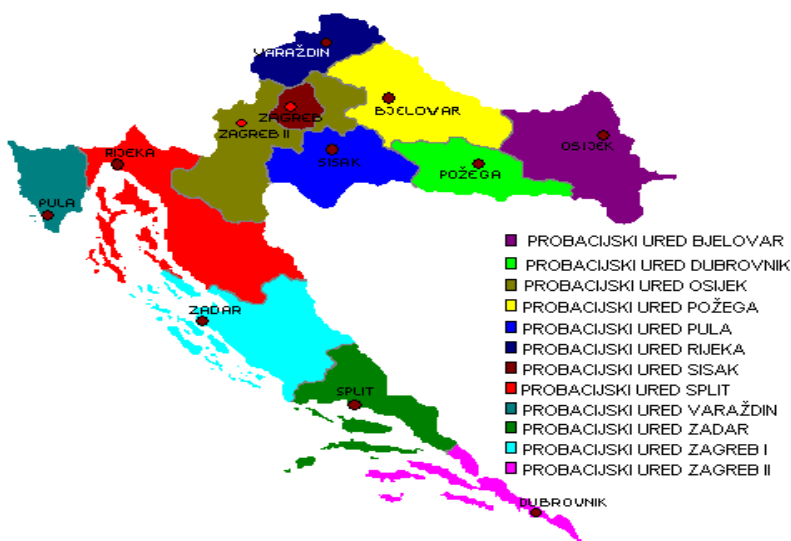 VARAŽDIN
ZAGREB
ZAGREB II
BJELOVAR
OSIJEK
RIJEKA
SISAK
POŽEGA
PULA
ZADAR
SPLIT
DUBROVNIK
PROBACIJSKI URED BJELOVAR
PROBACIJSKI URED DUBROVNIK
PROBACIJSKI URED OSIJEK
PROBACIJSKI URED POŽEGA
PROBACIJSKI URED PULA
PROBACIJSKI URED RIJEKA
PROBACIJSKI URED SISAK
PROBACIJSKI URED SPLIT
PROBACIJSKI URED VARAŽDIN
PROBACIJSKI URED ZADAR
PROBACIJSKI URED ZAGREB I
PROBACIJSKI URED ZAGREB II